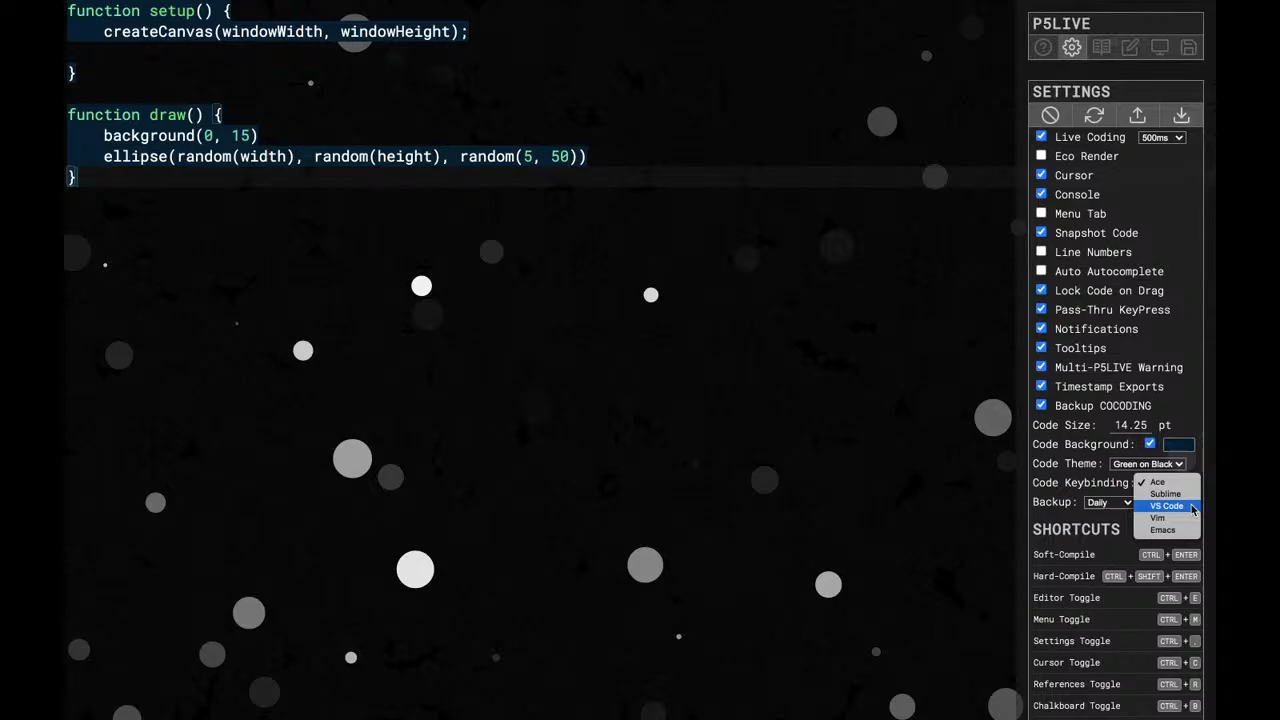 function setup() {
    createCanvas(windowWidth, windowHeight);
}
function draw() {
    background(0, 15)
    ellipse(random(width), random(height), random(5, 50))
}
P5LIVE
SETTINGS
Live Coding 500ms
Eco Render
Cursor
Console
Menu Tab
Snapshot Code
Line Numbers
Auto Autocomplete
Lock Code on Drag
Pass-Thru KeyPress
Notifications
Tooltips
Multi-P5LIVE Warning
Timestamp Exports
Backup COCODING
Code Size: 14.25 pt
Code Background:
Code Theme: Green on Black
Code Keybinding: ✓ Ace
Sublime
VS Code
Vim
Emacs
Backup: Daily
SHORTCUTS
Soft-Compile CTRL + ENTER
Hard-Compile CTRL + SHIFT + ENTER
Editor Toggle CTRL + E
Menu Toggle CTRL + M
Settings Toggle CTRL + .
Cursor Toggle CTRL + C
References Toggle CTRL + R
Chalkboard Toggle CTRL + B